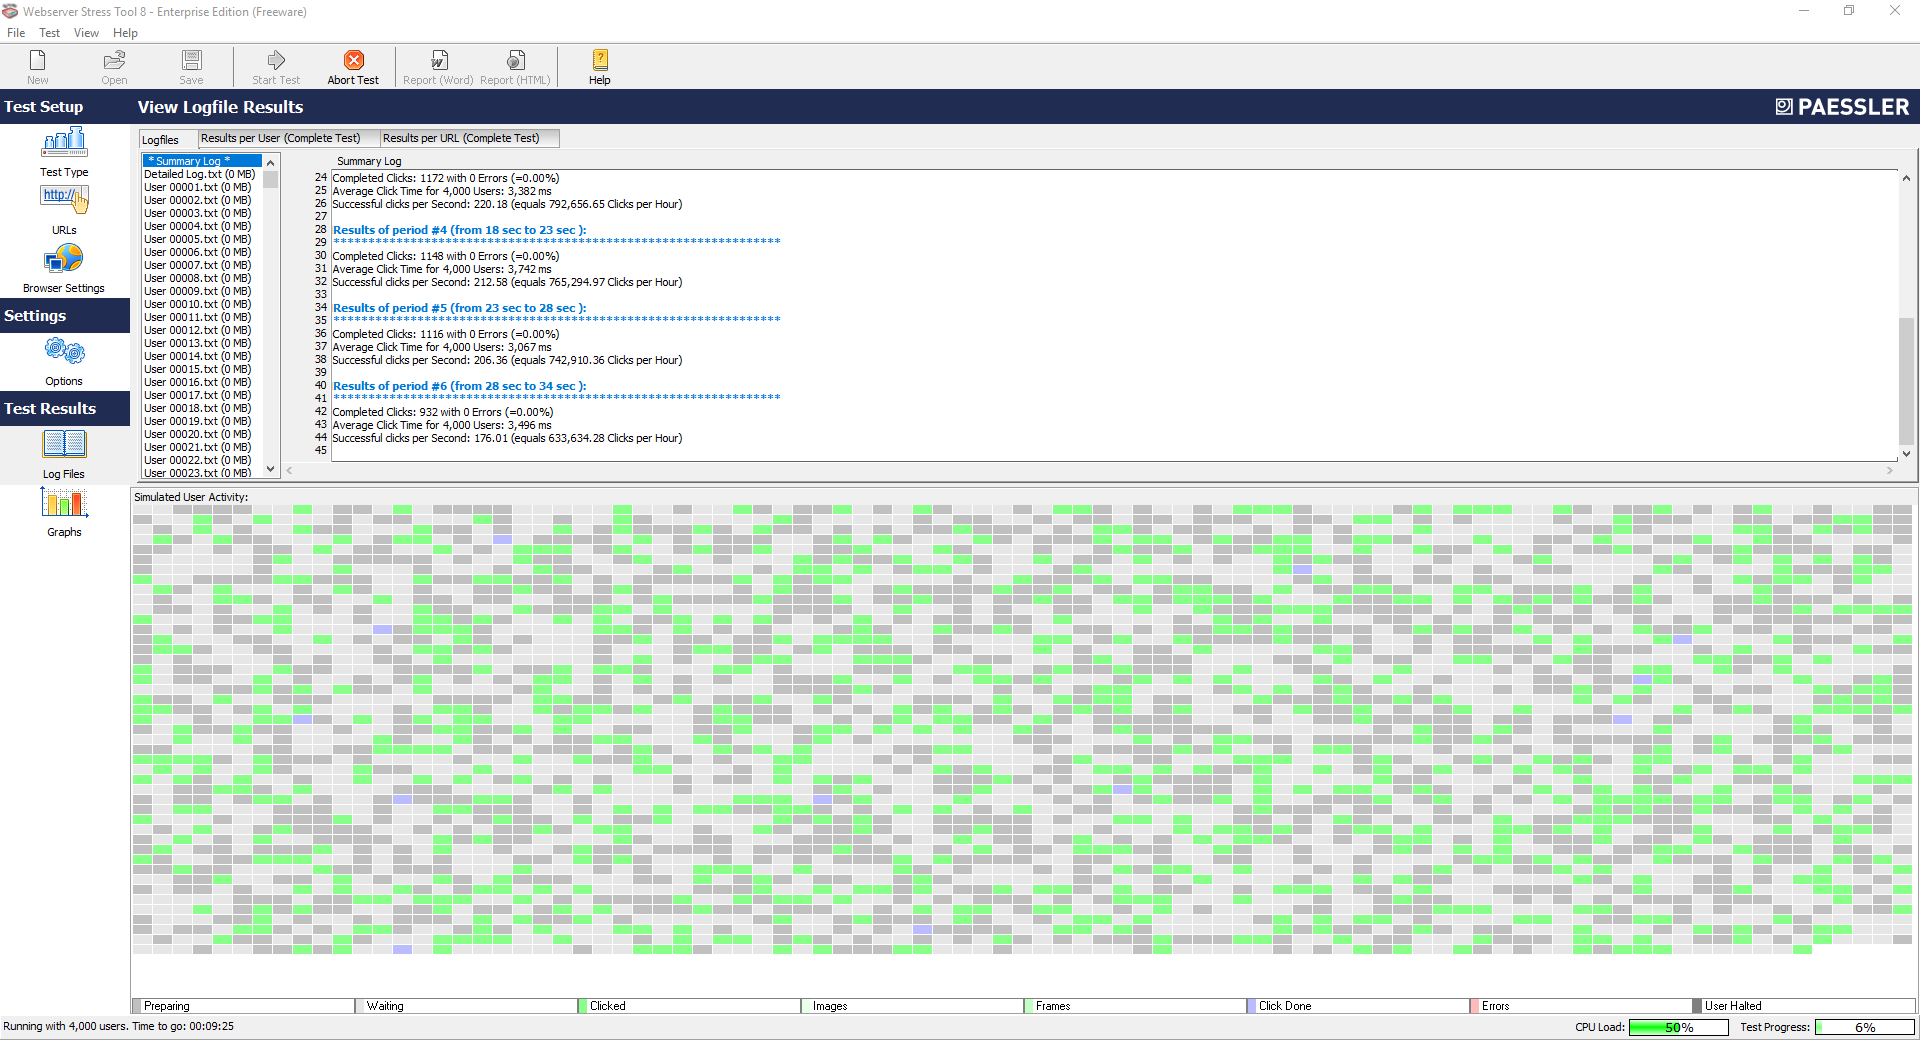 Webserver Stress Tool 8 - Enterprise Edition (Freeware)
File Test View Help
New Open Save Start Test Abort Test Report (Word) Report (HTML) Help
Test Setup
View Logfile Results
PAESSLER
Test Type
http://
URLs
Browser Settings
Settings
Options
Test Results
Log Files
Graphs
Logfiles Results per User (Complete Test) Results per URL (Complete Test)
* Summary Log *
Detailed Log.txt (0 MB)
User 00001.txt (0 MB)
User 00002.txt (0 MB)
User 00003.txt (0 MB)
User 00004.txt (0 MB)
User 00005.txt (0 MB)
User 00006.txt (0 MB)
User 00007.txt (0 MB)
User 00008.txt (0 MB)
User 00009.txt (0 MB)
User 00010.txt (0 MB)
User 00011.txt (0 MB)
User 00012.txt (0 MB)
User 00013.txt (0 MB)
User 00014.txt (0 MB)
User 00015.txt (0 MB)
User 00016.txt (0 MB)
User 00017.txt (0 MB)
User 00018.txt (0 MB)
User 00019.txt (0 MB)
User 00020.txt (0 MB)
User 00021.txt (0 MB)
User 00022.txt (0 MB)
User 00023.txt (0 MB)
Summary Log
24 Completed Clicks: 1172 with 0 Errors (=0.00%)
25 Average Click Time for 4,000 Users: 3,382 ms
26 Successful clicks per Second: 220.18 (equals 792,656.65 Clicks per Hour)
27
28 Results of period #4 (from 18 sec to 23 sec ):
29 ****************************************************************
30 Completed Clicks: 1148 with 0 Errors (=0.00%)
31 Average Click Time for 4,000 Users: 3,742 ms
32 Successful clicks per Second: 212.58 (equals 765,294.97 Clicks per Hour)
33
34 Results of period #5 (from 23 sec to 28 sec ):
35 ****************************************************************
36 Completed Clicks: 1116 with 0 Errors (=0.00%)
37 Average Click Time for 4,000 Users: 3,067 ms
38 Successful clicks per Second: 206.36 (equals 742,910.36 Clicks per Hour)
39
40 Results of period #6 (from 28 sec to 34 sec ):
41 ****************************************************************
42 Completed Clicks: 932 with 0 Errors (=0.00%)
43 Average Click Time for 4,000 Users: 3,496 ms
44 Successful clicks per Second: 176.01 (equals 633,634.28 Clicks per Hour)
45
Simulated User Activity:
Preparing Waiting Clicked Images Frames Click Done Errors User Halted
Running with 4,000 users. Time to go: 00:09:25
CPU Load: 50% Test Progress: 6%